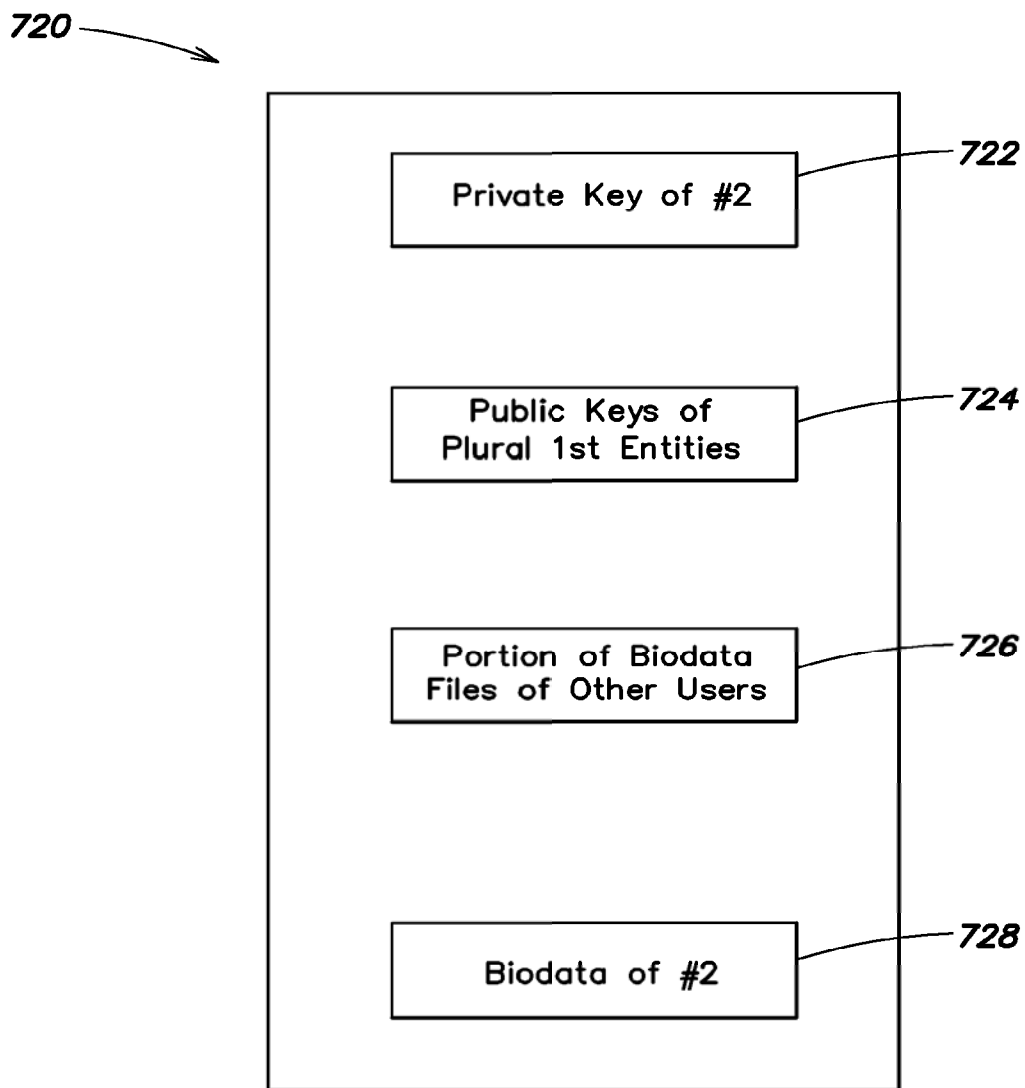 720
722
Private Key of #2
724
Public Keys of
Plural 1st Entities
726
Portion of Biodata
Files of Other Users
728
Biodata of #2